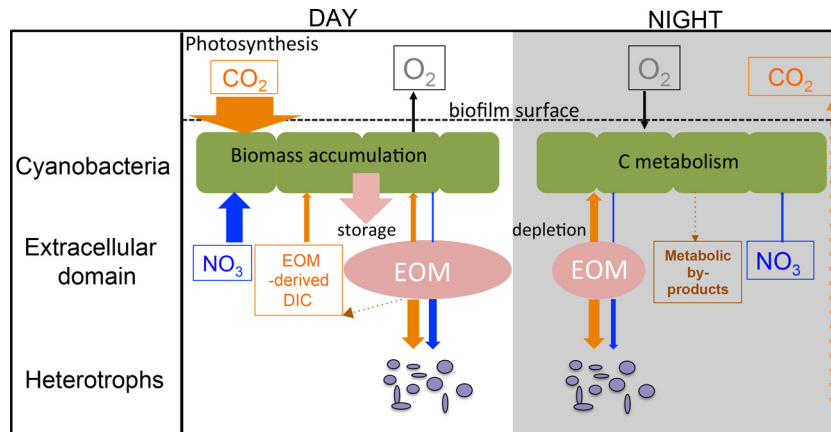 DAY
NIGHT
Photosynthesis
CO2
O2
O2
CO2
biofilm surface
Cyanobacteria
Biomass accumulation
C metabolism
storage
depletion
Extracellular
domain
NO3
EOM
-derived
DIC
EOM
EOM
Metabolic
by-
products
NO3
Heterotrophs